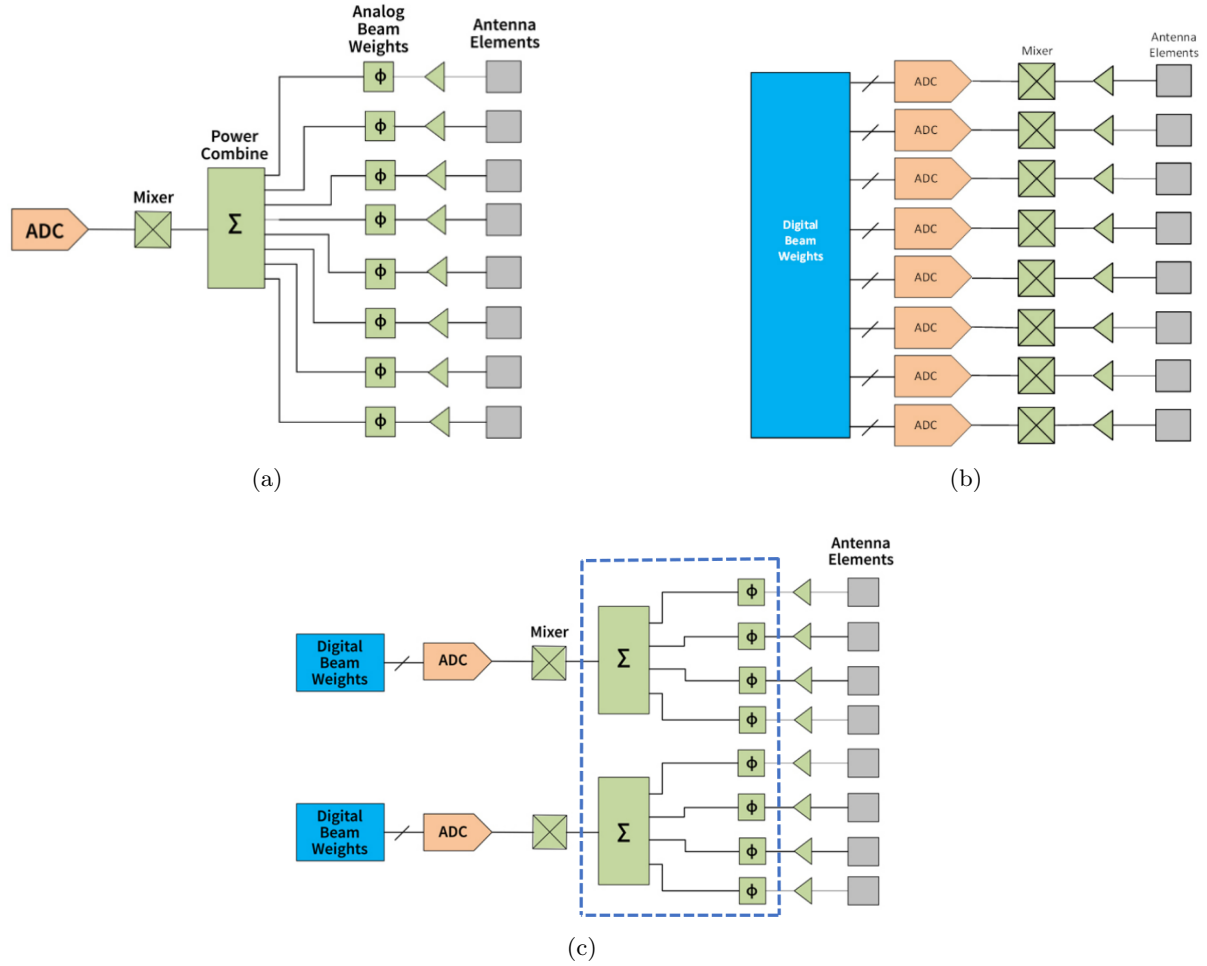 Analog
Beam
Weights
Antenna
Elements
Φ
Φ
Power
Combine
Φ
Mixer
ADC
Σ
Φ
Φ
Φ
Φ
Φ
(a)
Antenna
Elements
Mixer
ADC
ADC
ADC
Digital
Beam
Weights
ADC
ADC
ADC
ADC
ADC
(b)
Antenna
Elements
Φ
Mixer
Φ
Digital
Beam
Weights
ADC
Σ
Φ
Φ
Φ
Φ
Digital
Beam
Weights
ADC
Σ
Φ
Φ
(c)